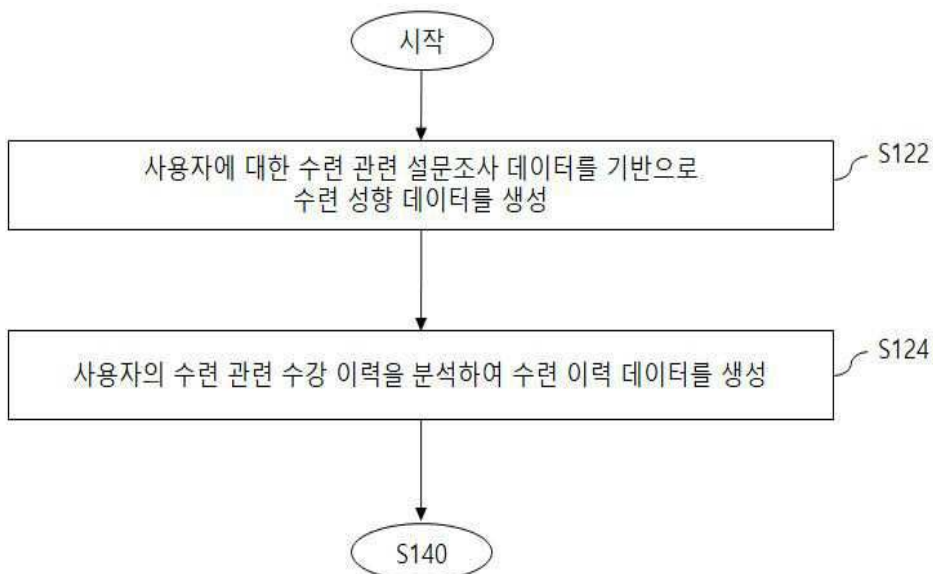 시작
사용자에 대한 수련 관련 설문조사 데이터를 기반으로
수련 성향 데이터를 생성
S122
사용자의 수련 관련 수강 이력을 분석하여 수련 이력 데이터를 생성
S124
S140